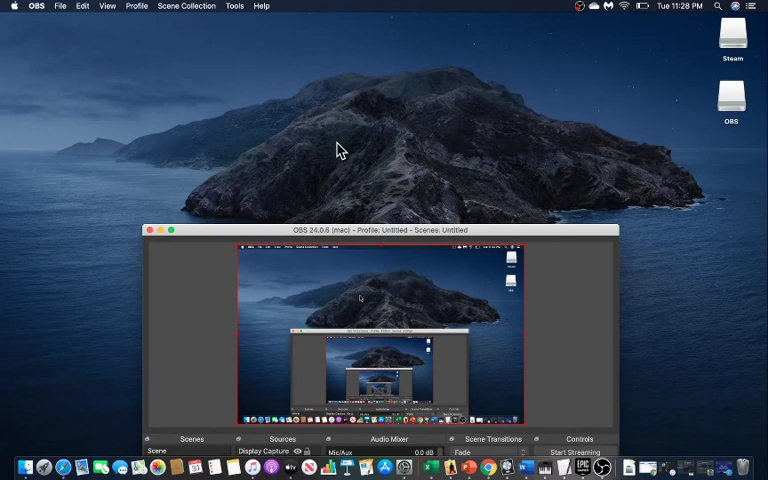 OBS File Edit View Profile Scene Collection Tools Help Tue 11:28 PM
Steam
OBS
OBS 24.0.6 (mac) - Profile: Untitled - Scenes: Untitled
Scenes Sources Audio Mixer Scene Transitions Controls
Scene Display Capture Mic/Aux 0.0 dB Fade Start Streaming